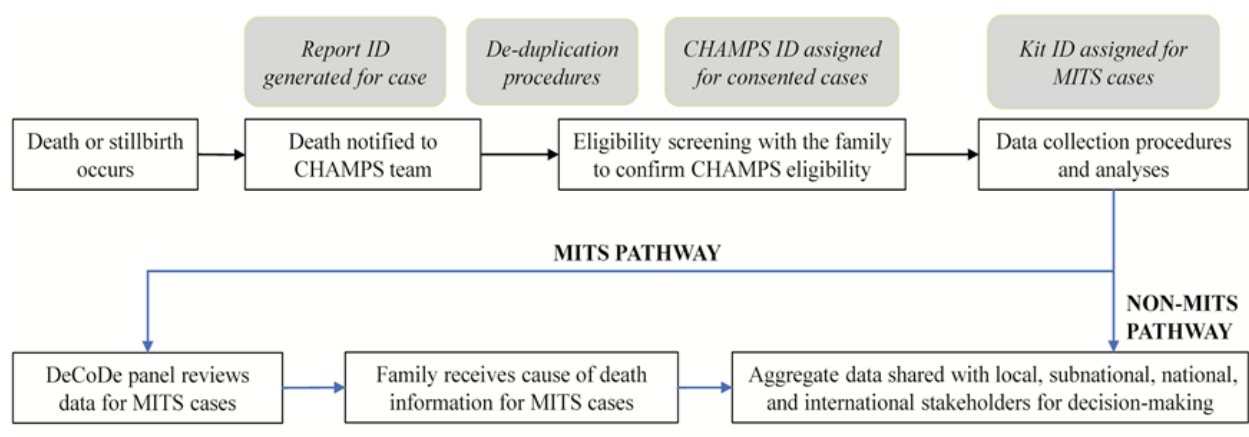 Report ID
generated for case
De-duplication
procedures
CHAMPS ID assigned
for consented cases
Kit ID assigned for
MITS cases
Death or stillbirth
occurs
Death notified to
CHAMPS team
Eligibility screening with the family
to confirm CHAMPS eligibility
Data collection procedures
and analyses
MITS PATHWAY
NON-MITS
PATHWAY
DeCoDe panel reviews
data for MITS cases
Family receives cause of death
information for MITS cases
Aggregate data shared with local, subnational, national,
and international stakeholders for decision-making